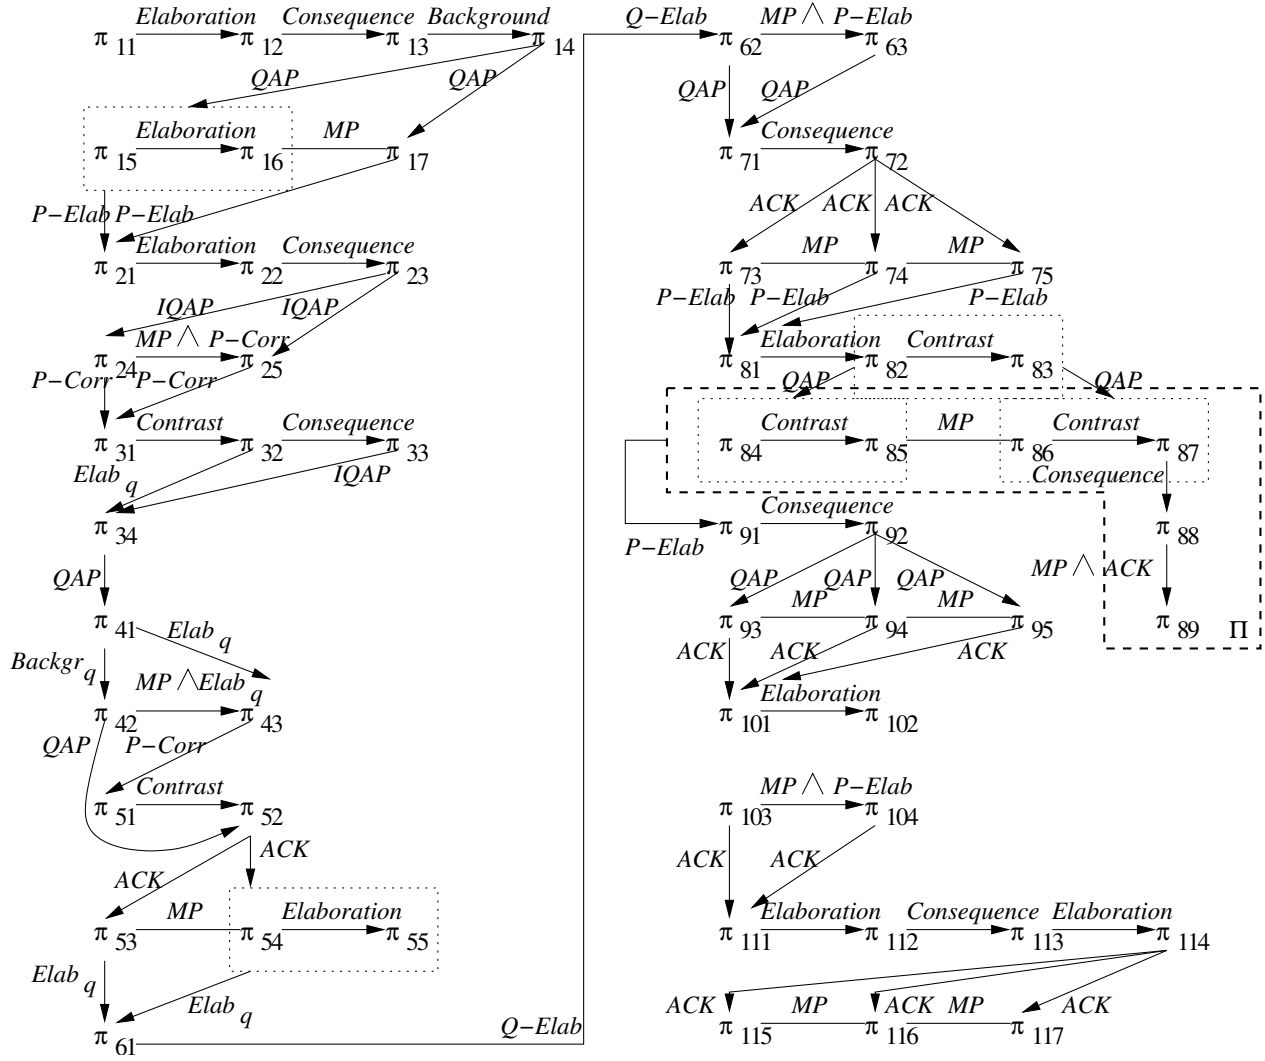 Elaboration Consequence Background
π 11 π 12 π 13 π 14
QAP QAP
Elaboration MP
π 15 π 16 π 17
P−Elab P−Elab
Elaboration Consequence
π 21 π 22 π 23
IQAP IQAP
MP ∧ P−Corr
π 24 π 25
P−Corr P−Corr
Contrast Consequence
π 31 π 32 π 33
Elab q IQAP
π 34
QAP
π 41 Elab q
Backgr q MP ∧ Elab q
π 42 π 43
QAP P−Corr
Contrast
π 51 π 52
ACK ACK
MP Elaboration
π 53 π 54 π 55
Elab q Elab q
π 61 Q−Elab
Q−Elab MP ∧ P−Elab
π 62 π 63
QAP QAP
Consequence
π 71 π 72
ACK ACK ACK
MP MP
π 73 π 74 π 75
P−Elab P−Elab P−Elab
Elaboration Contrast
π 81 π 82 π 83
QAP QAP
Contrast MP Contrast
π 84 π 85 π 86 π 87
Consequence
Consequence
π 91 π 92 π 88
P−Elab
QAP QAP QAP MP ∧ ACK
MP MP
π 93 π 94 π 95 π 89 Π
ACK ACK ACK
Elaboration
π 101 π 102
MP ∧ P−Elab
π 103 π 104
ACK ACK
Elaboration Consequence Elaboration
π 111 π 112 π 113 π 114
ACK MP ACK MP ACK
π 115 π 116 π 117